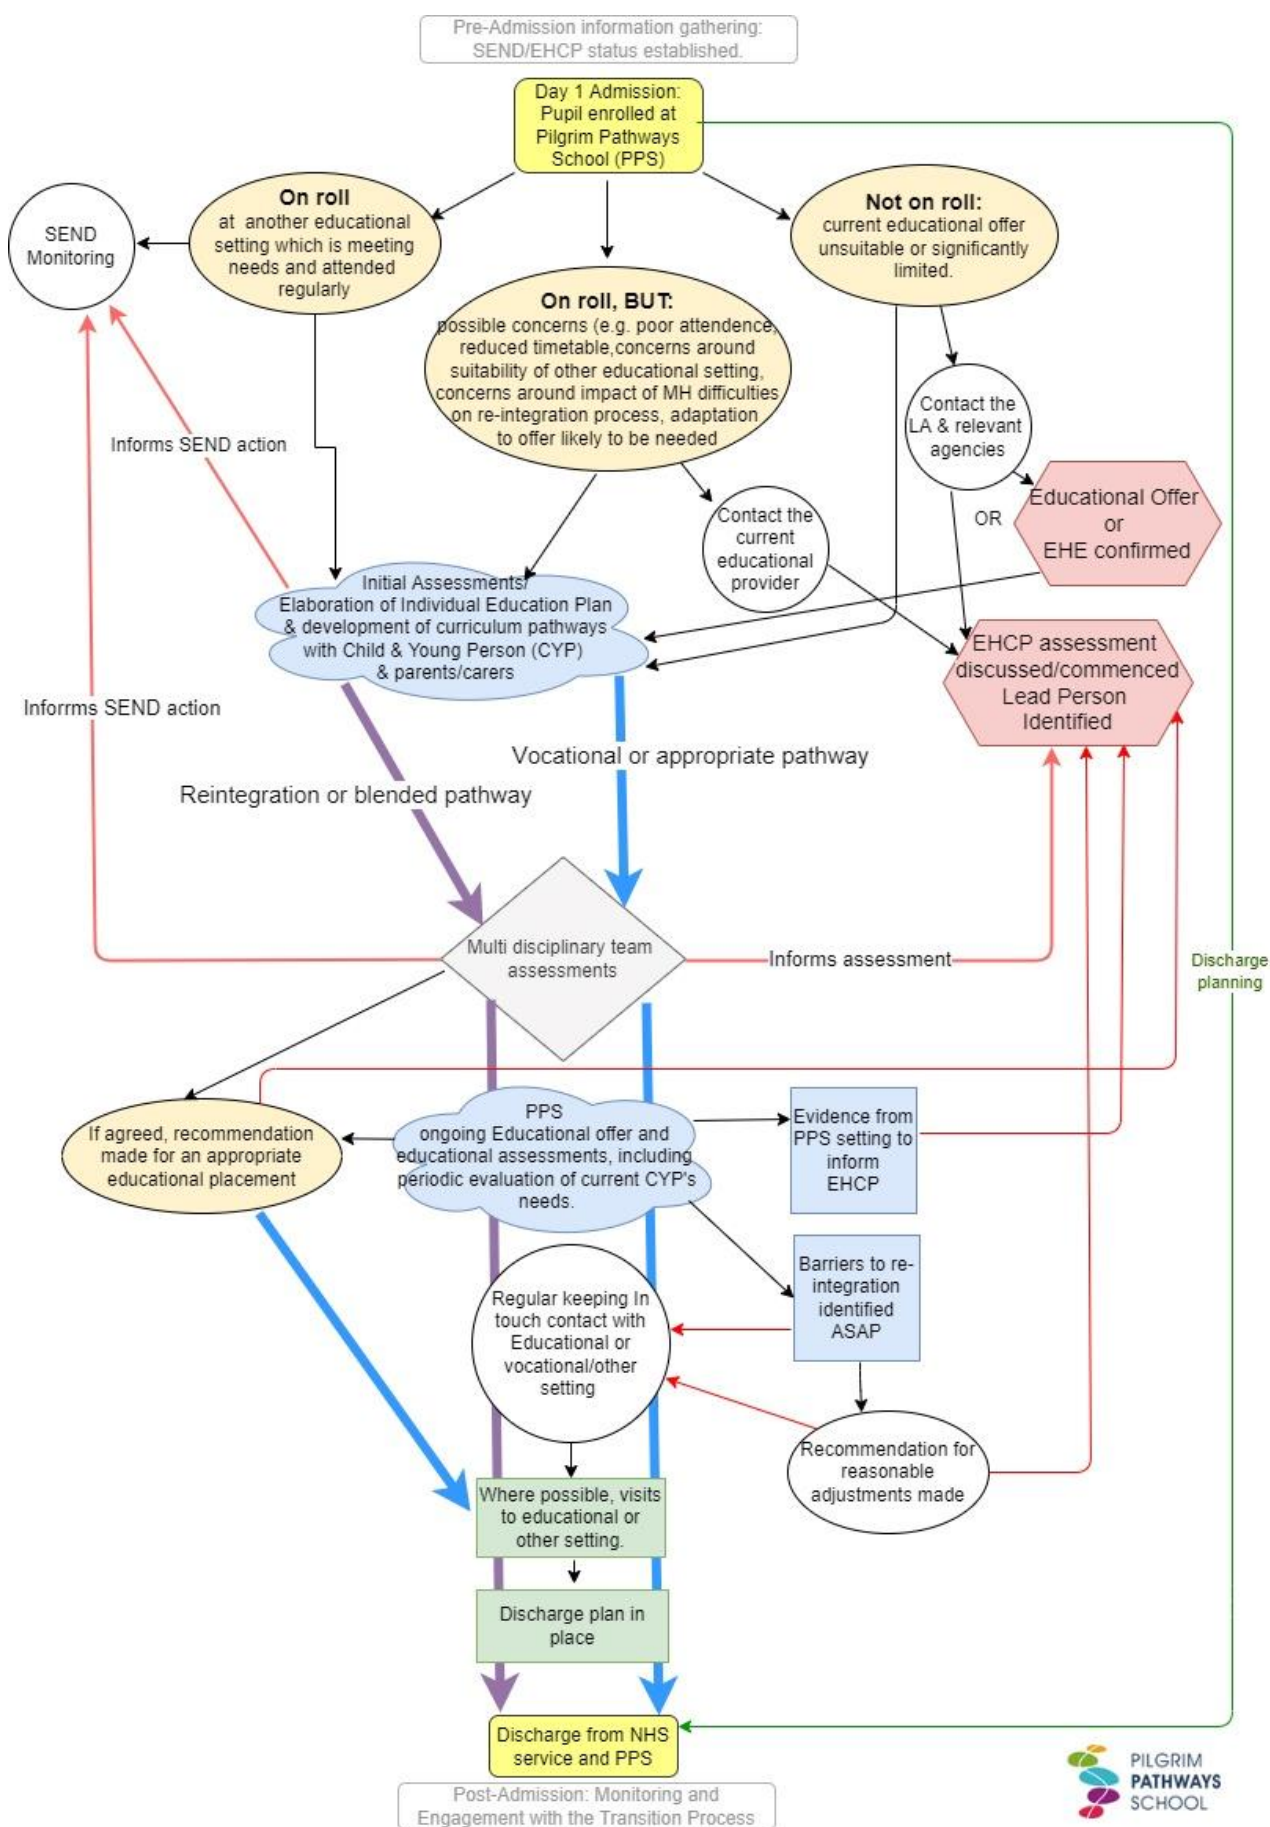 Pre-Admission information gathering:
SEND/EHCP status established.
Day 1 Admission:
Pupil enrolled at
Pilgrim Pathways
School (PPS)
On roll
at another educational
setting which is meeting
needs and attended
regularly
SEND
Monitoring
Not on roll:
current educational offer
unsuitable or significantly
limited.
On roll, BUT:
possible concerns (e.g. poor attendence,
reduced timetable,concerns around
suitability of other educational setting,
concerns around impact of MH difficulties
on re-integration process, adaptation
to offer likely to be needed
Contact the
LA & relevant
agencies
Informs SEND action
Contact the
current
educational
provider
OR
Educational Offer
or
EHE confirmed
Initial Assessments/
Elaboration of Individual Education Plan
& development of curriculum pathways
with Child & Young Person (CYP)
& parents/carers
EHCP assessment
discussed/commenced
Lead Person
Identified
Inforrms SEND action
Vocational or appropriate pathway
Reintegration or blended pathway
Multi disciplinary team
assessments
Informs assessment
Discharge
planning
If agreed, recommendation
made for an appropriate
educational placement
PPS
ongoing Educational offer and
educational assessments, including
periodic evaluation of current CYP's
needs.
Evidence from
PPS setting to
inform
EHCP
Barriers to re-
integration
identified
ASAP
Regular keeping In
touch contact with
Educational or
vocational/other
setting
Recommendation for
reasonable
adjustments made
Where possible, visits
to educational or
other setting.
Discharge plan in
place
Discharge from NHS
service and PPS
Post-Admission: Monitoring and
Engagement with the Transition Process
PILGRIM
PATHWAYS
SCHOOL